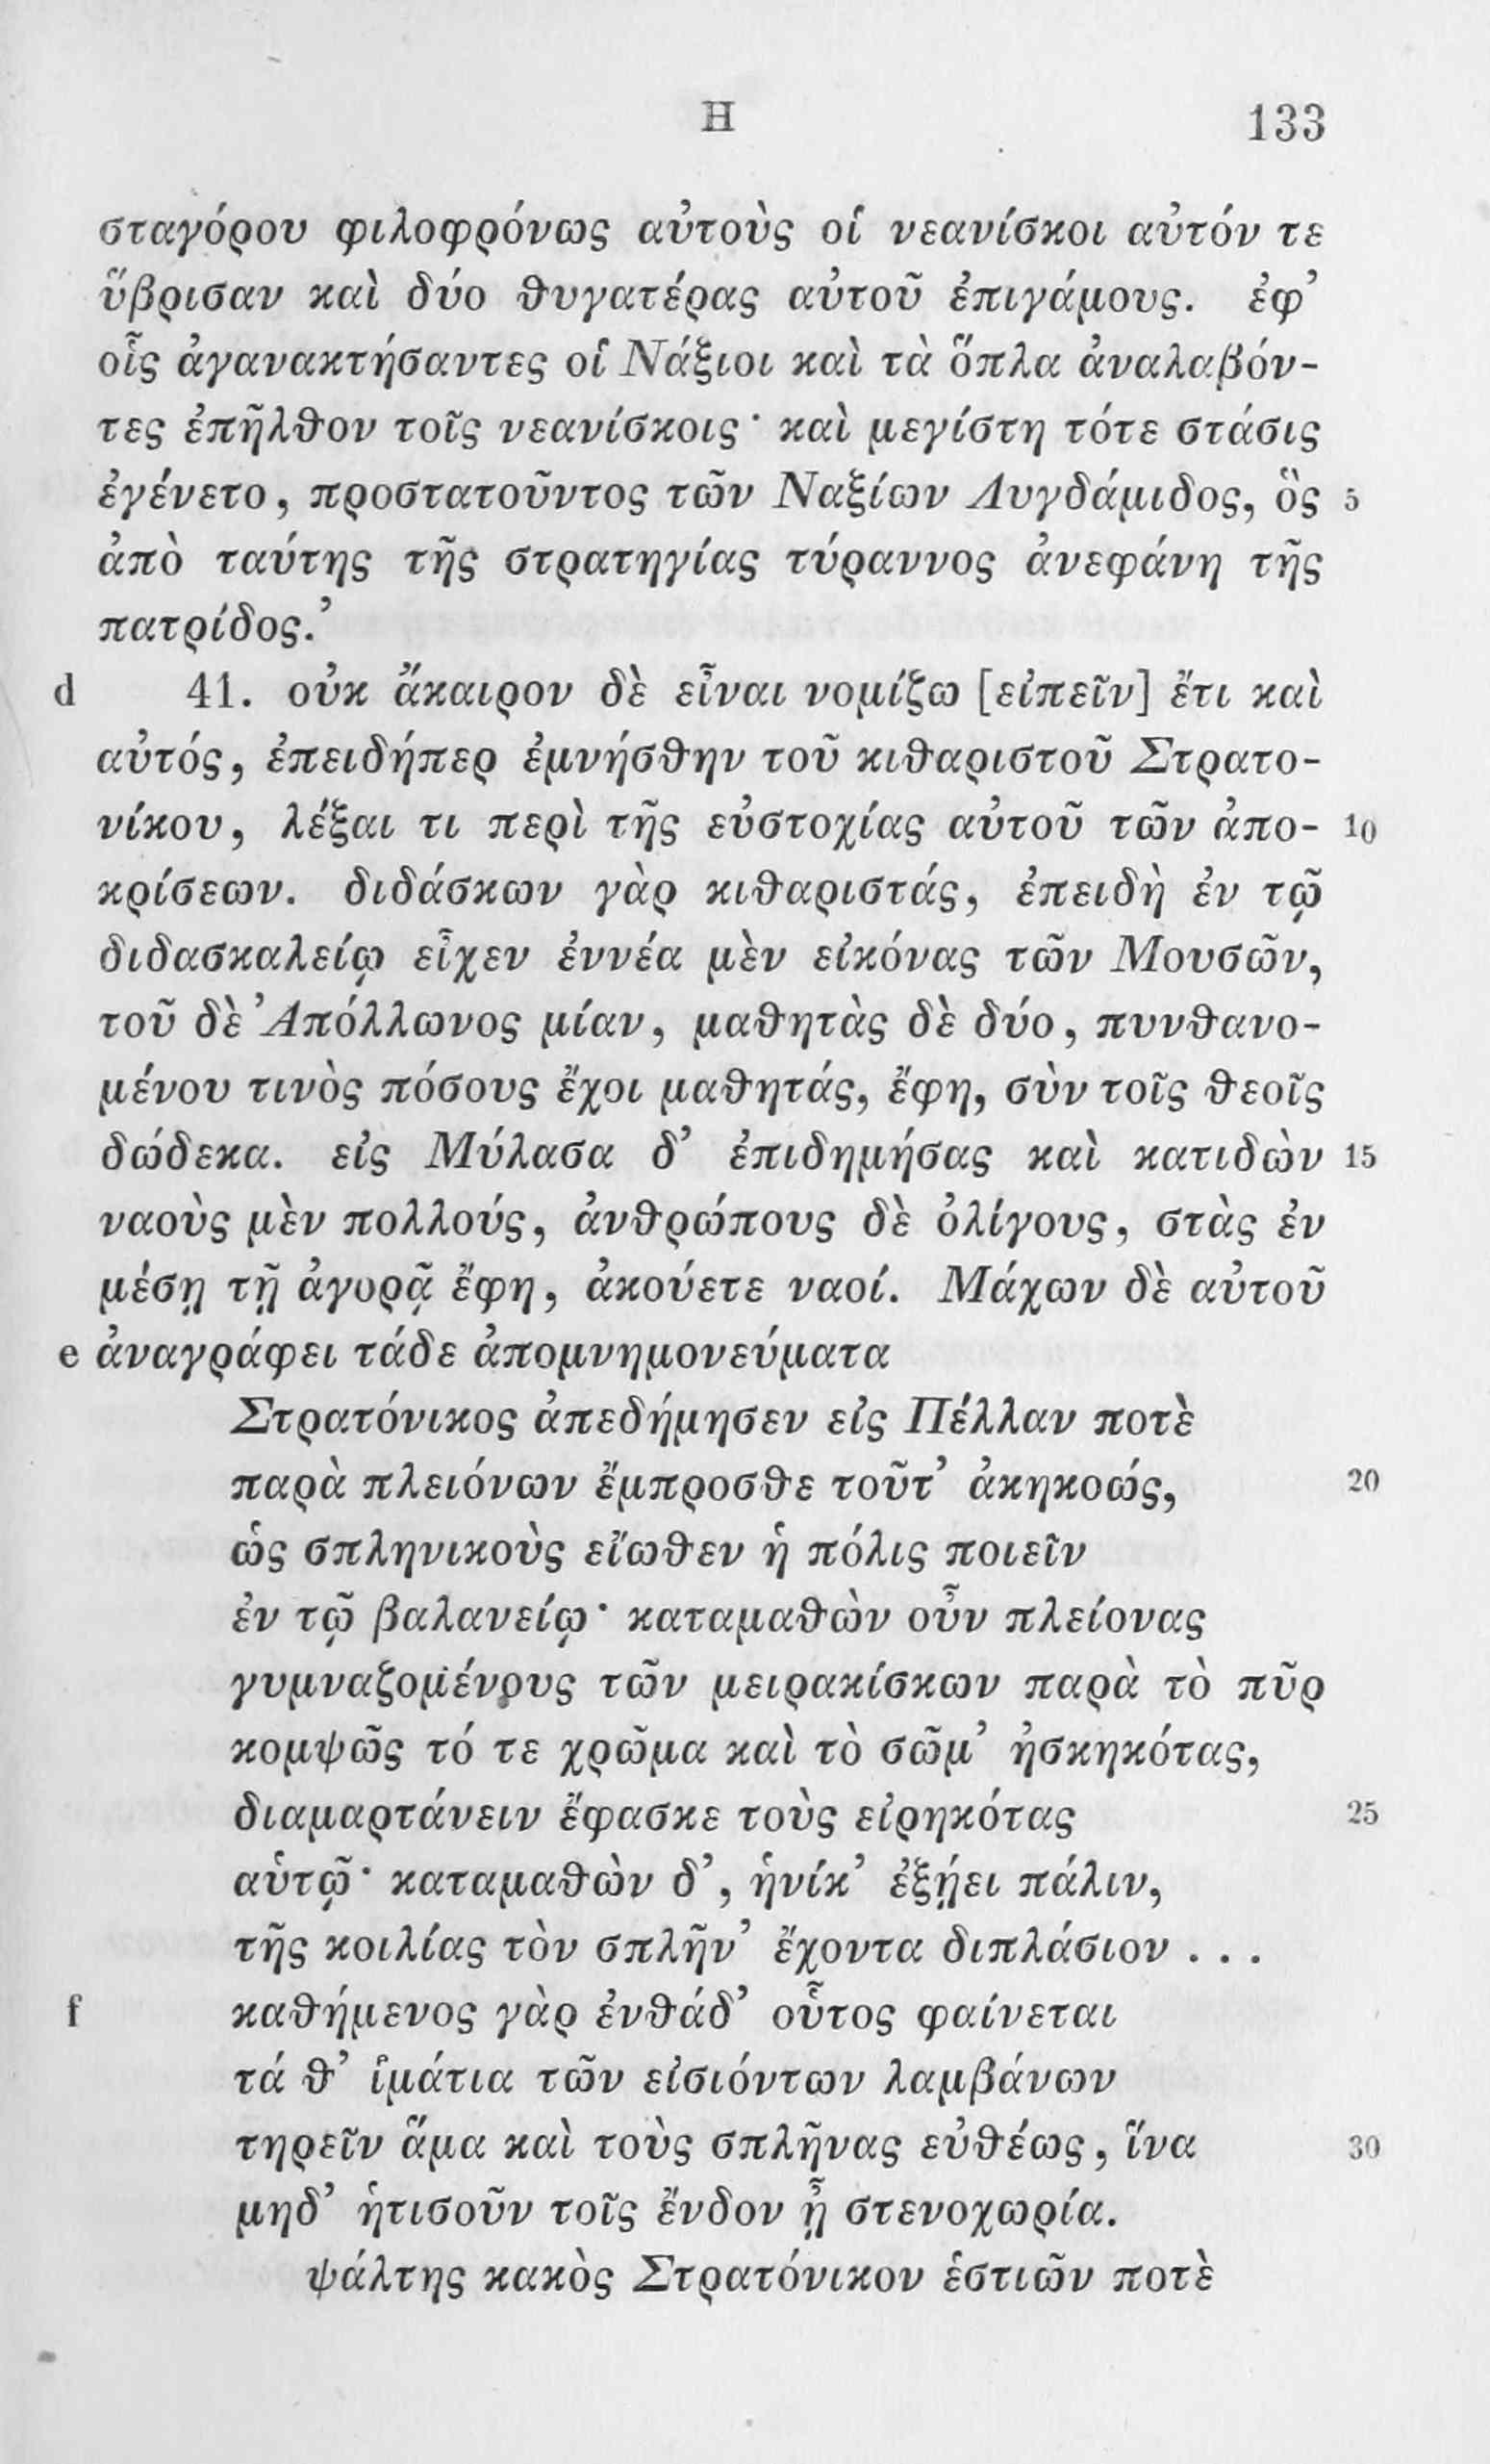 H 133
σταγόρου φιλοφρόνως αὐτοὺς οἱ νεανίσκοι αὐτόν τε
ὕβρισαν καὶ δύο θυγατέρας αὐτοῦ ἐπιγάμους. ἐφ’
οἷς ἀγανακτήσαντες οἱ Νάξιοι καὶ τὰ ὅπλα ἀναλαβόν-
τες ἐπῆλθον τοῖς νεανίσκοις· καὶ μεγίστη τότε στάσις
ἐγένετο, προστατοῦντος τῶν Ναξίων Λυγδάμιδος, ὃς 5
ἀπὸ ταύτης τῆς στρατηγίας τύραννος ἀνεφάνη τῆς
πατρίδος.’
d 41. οὐκ ἄκαιρον δὲ εἶναι νομίζω [εἰπεῖν] ἔτι καὶ
αὐτός, ἐπειδήπερ ἐμνήσθην τοῦ κιθαριστοῦ Στρατο-
νίκου, λέξαι τι περὶ τῆς εὐστοχίας αὐτοῦ τῶν ἀπο- 10
κρίσεων. διδάσκων γὰρ κιθαριστάς, ἐπειδὴ ἐν τῷ
διδασκαλείῳ εἶχεν ἐννέα μὲν εἰκόνας τῶν Μουσῶν,
τοῦ δὲ Ἀπόλλωνος μίαν, μαθητὰς δὲ δύο, πυνθανο-
μένου τινὸς πόσους ἔχοι μαθητάς, ἔφη, σὺν τοῖς θεοῖς
δώδεκα. εἰς Μύλασα δ’ ἐπιδημήσας καὶ κατιδὼν 15
ναοὺς μὲν πολλούς, ἀνθρώπους δὲ ὀλίγους, στὰς ἐν
μέσῃ τῇ ἀγορᾷ ἔφη, ἀκούετε ναοί. Μάχων δὲ αὐτοῦ
e ἀναγράφει τάδε ἀπομνημονεύματα
Στρατόνικος ἀπεδήμησεν εἰς Πέλλαν ποτὲ
παρὰ πλειόνων ἔμπροσθε τοῦτ’ ἀκηκοώς, 20
ὡς σπληνικοὺς εἴωθεν ἡ πόλις ποιεῖν
ἐν τῷ βαλανείῳ· καταμαθὼν οὖν πλείονας
γυμναζομένους τῶν μειρακίσκων παρὰ τὸ πῦρ
κομψῶς τό τε χρῶμα καὶ τὸ σῶμ’ ἠσκηκότας,
διαμαρτάνειν ἔφασκε τοὺς εἰρηκότας 25
αὑτῷ· καταμαθὼν δ’, ἡνίκ’ ἐξῄει πάλιν,
τῆς κοιλίας τὸν σπλῆν’ ἔχοντα διπλάσιον . . .
f καθήμενος γὰρ ἐνθάδ’ οὗτος φαίνεται
τά θ’ ἱμάτια τῶν εἰσιόντων λαμβάνων
τηρεῖν ἅμα καὶ τοὺς σπλῆνας εὐθέως, ἵνα 30
μηδ’ ἡτισοῦν τοῖς ἔνδον ᾖ στενοχωρία.
ψάλτης κακὸς Στρατόνικον ἑστιῶν ποτὲ